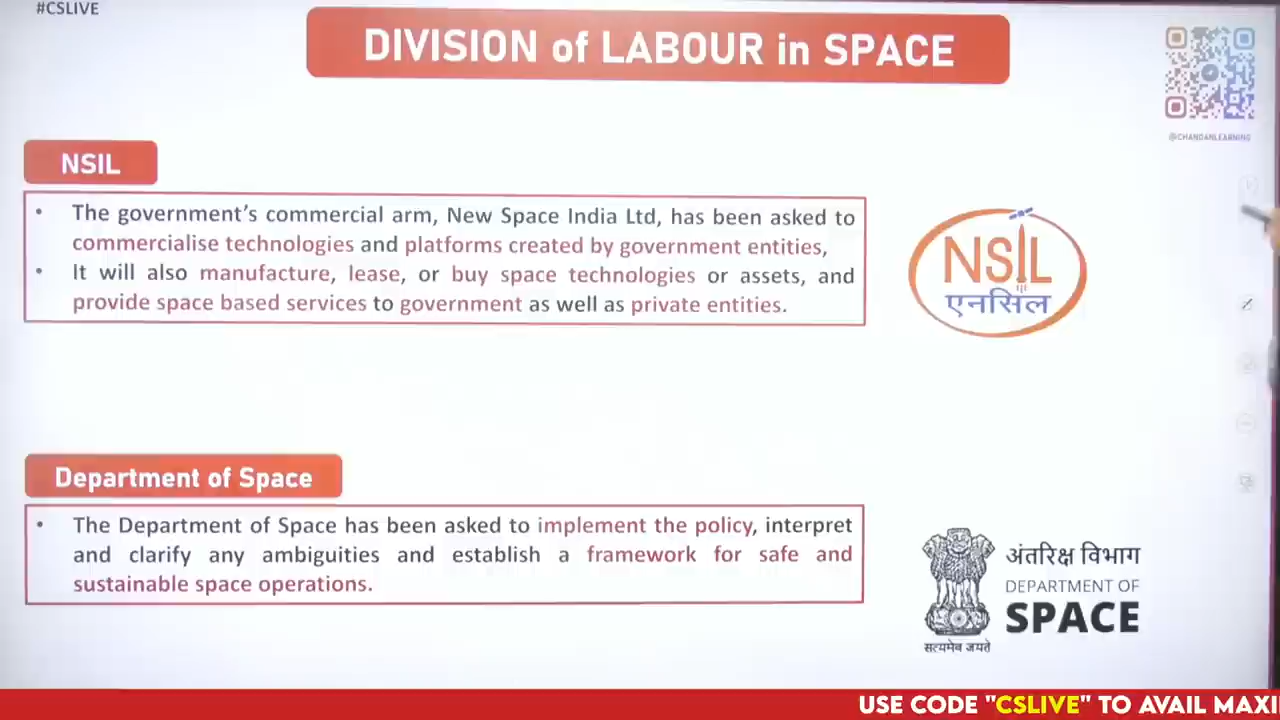 #CSLIVE
DIVISION of LABOUR in SPACE
@CHANDANLEARNING
NSIL
• The government's commercial arm, New Space India Ltd, has been asked to
commercialise technologies and platforms created by government entities,
• It will also manufacture, lease, or buy space technologies or assets, and
provide space based services to government as well as private entities.
NSIL
एनसिल
Department of Space
• The Department of Space has been asked to implement the policy, interpret
and clarify any ambiguities and establish a framework for safe and
sustainable space operations.
अंतरिक्ष विभाग
DEPARTMENT OF
SPACE
सत्यमेव जयते
USE CODE "CSLIVE" TO AVAIL MAXI